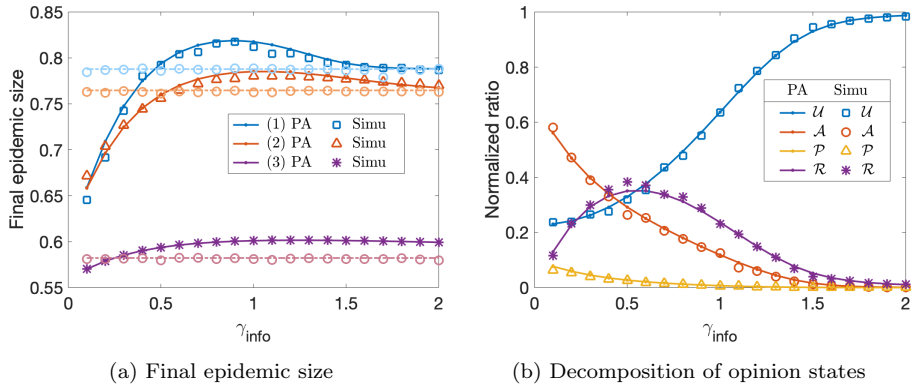 0.85
0.8
0.75
0.7
0.65
0.6
0.55
Final epidemic size
(1) PA Simu
(2) PA Simu
(3) PA Simu
0 0.5 1 1.5 2
γinfo
(a) Final epidemic size
1
0.8
0.6
0.4
0.2
0
Normalized ratio
PA Simu
𝒰 𝒰
𝒜 𝒜
𝒫 𝒫
ℛ ℛ
0 0.5 1 1.5 2
γinfo
(b) Decomposition of opinion states